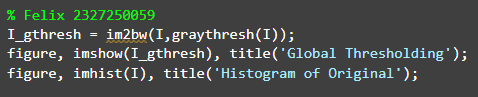 % Felix 2327250059
I_gthresh = im2bw(I,graythresh(I));
figure, imshow(I_gthresh), title('Global Thresholding');
figure, imhist(I), title('Histogram of Original');